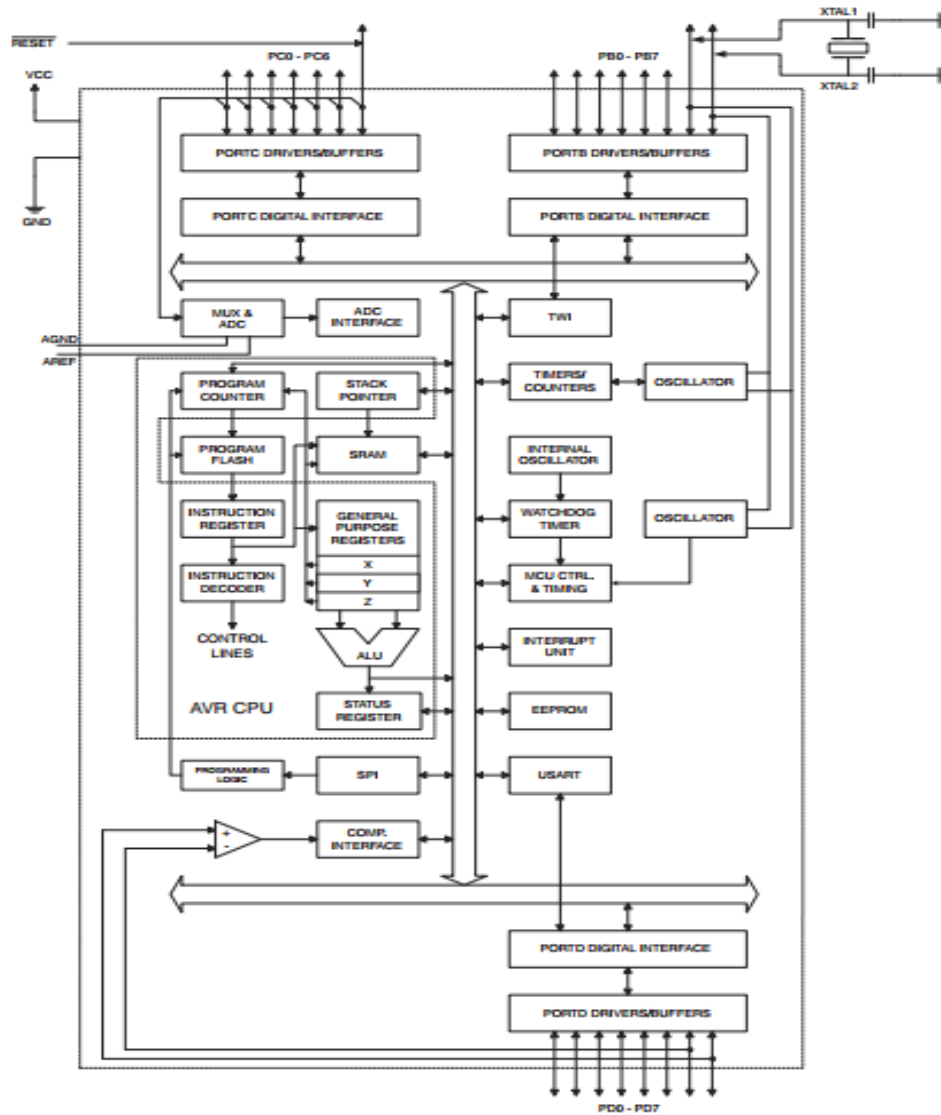 XTAL1
RESET
PC0 - PC6
PB0 - PB7
VCC
XTAL2
PORTC DRIVERS/BUFFERS
PORTB DRIVERS/BUFFERS
PORTC DIGITAL INTERFACE
PORTB DIGITAL INTERFACE
GND
MUX &
ADC
ADC
INTERFACE
TWI
AGND
AREF
PROGRAM
COUNTER
STACK
POINTER
TIMERS/
COUNTERS
OSCILLATOR
PROGRAM
FLASH
SRAM
INTERNAL
OSCILLATOR
INSTRUCTION
REGISTER
GENERAL
PURPOSE
REGISTERS
WATCHDOG
TIMER
OSCILLATOR
X
INSTRUCTION
DECODER
Y
MCU CTRL.
& TIMING
Z
CONTROL
LINES
ALU
INTERRUPT
UNIT
AVR CPU
STATUS
REGISTER
EEPROM
PROGRAMMING
LOGIC
SPI
USART
+
-
COMP.
INTERFACE
PORTD DIGITAL INTERFACE
PORTD DRIVERS/BUFFERS
PD0 - PD7